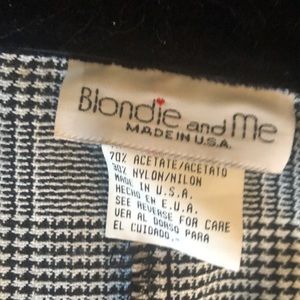 Blondie and Me
MADE IN U.S.A.
70% ACETATE/ACETATO
30% NYLON/NILON
MADE IN U.S.A.
HECHO EN E.U.A.
SEE REVERSE FOR CARE
VEA AL DORSO PARA
EL CUIDADO.